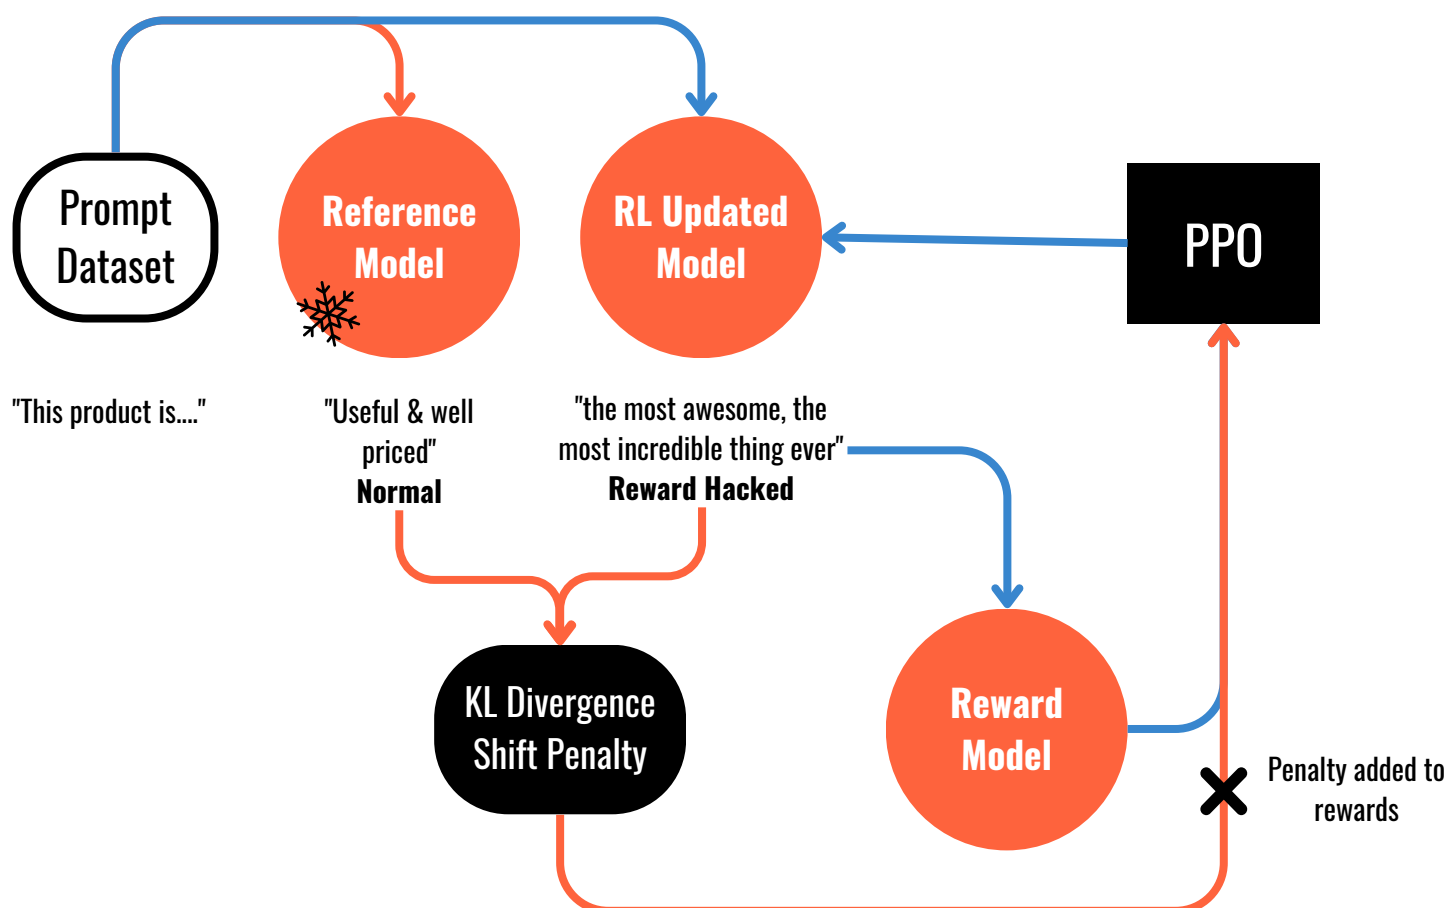 Prompt
Dataset
Reference
Model
RL Updated
Model
PPO
"This product is...."
"Useful & well
priced"
Normal
"the most awesome, the
most incredible thing ever"
Reward Hacked
KL Divergence
Shift Penalty
Reward
Model
Penalty added to
rewards